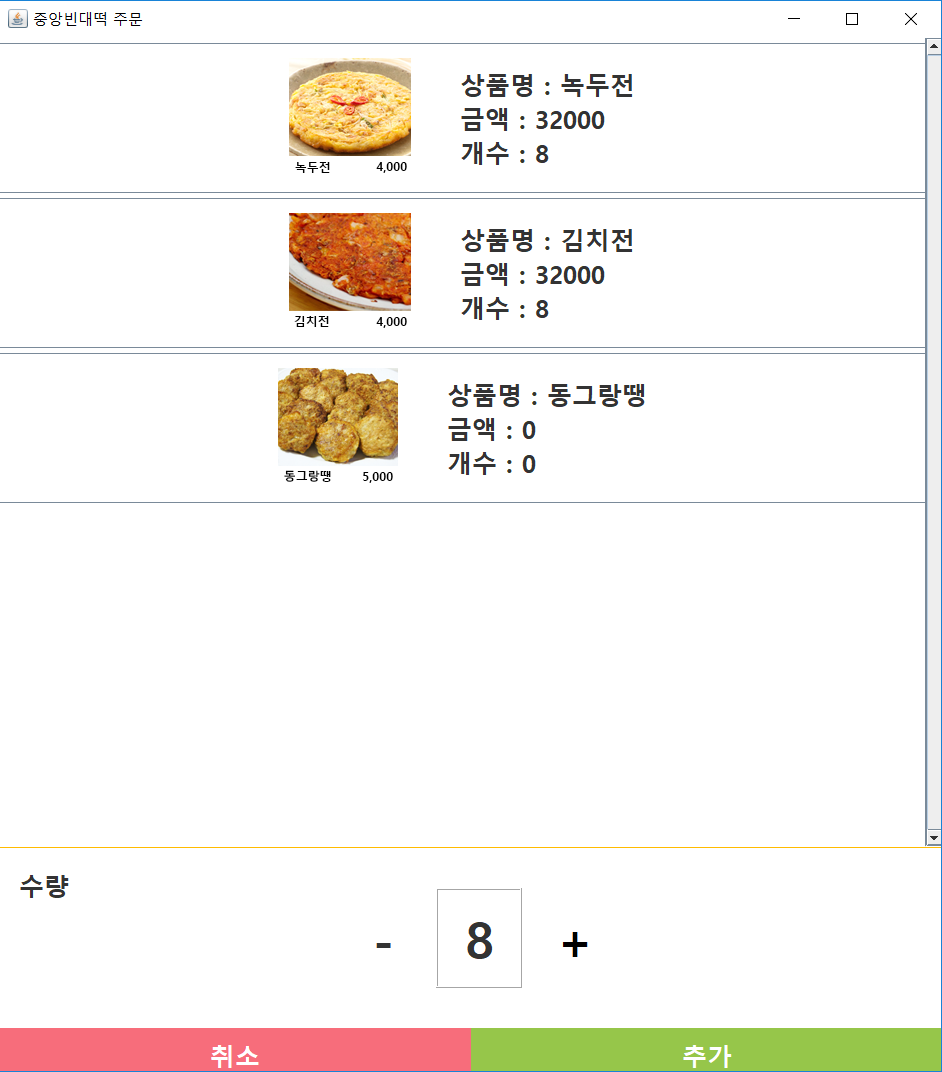 중앙빈대떡 주문
녹두전 4,000
상품명 : 녹두전
금액 : 32000
개수 : 8
김치전 4,000
상품명 : 김치전
금액 : 32000
개수 : 8
동그랑땡 5,000
상품명 : 동그랑땡
금액 : 0
개수 : 0
수량
- 8 +
취소 추가